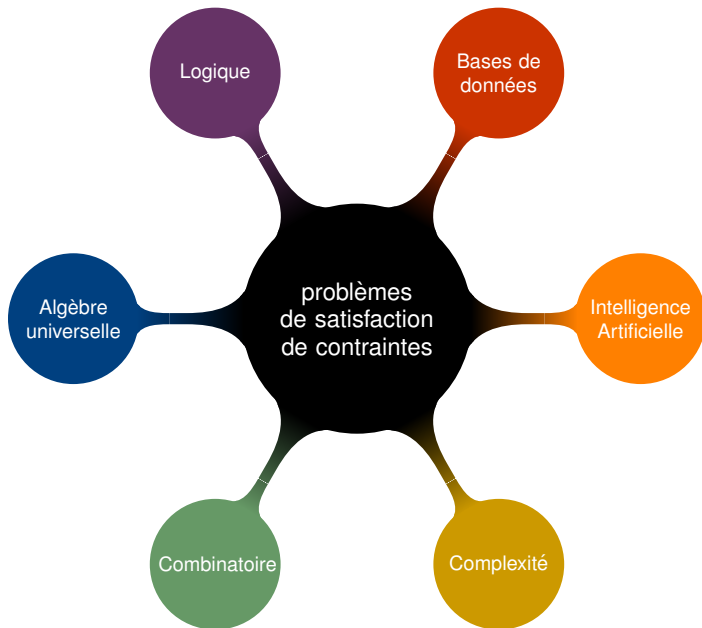 Logique
Bases de
données
Algèbre
universelle
problèmes
de satisfaction
de contraintes
Intelligence
Artificielle
Combinatoire
Complexité